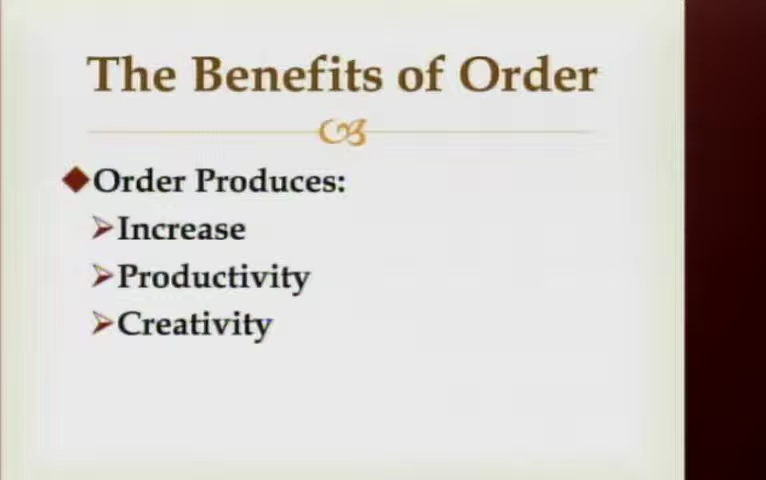 The Benefits of Order
Order Produces:
Increase
Productivity
Creativity